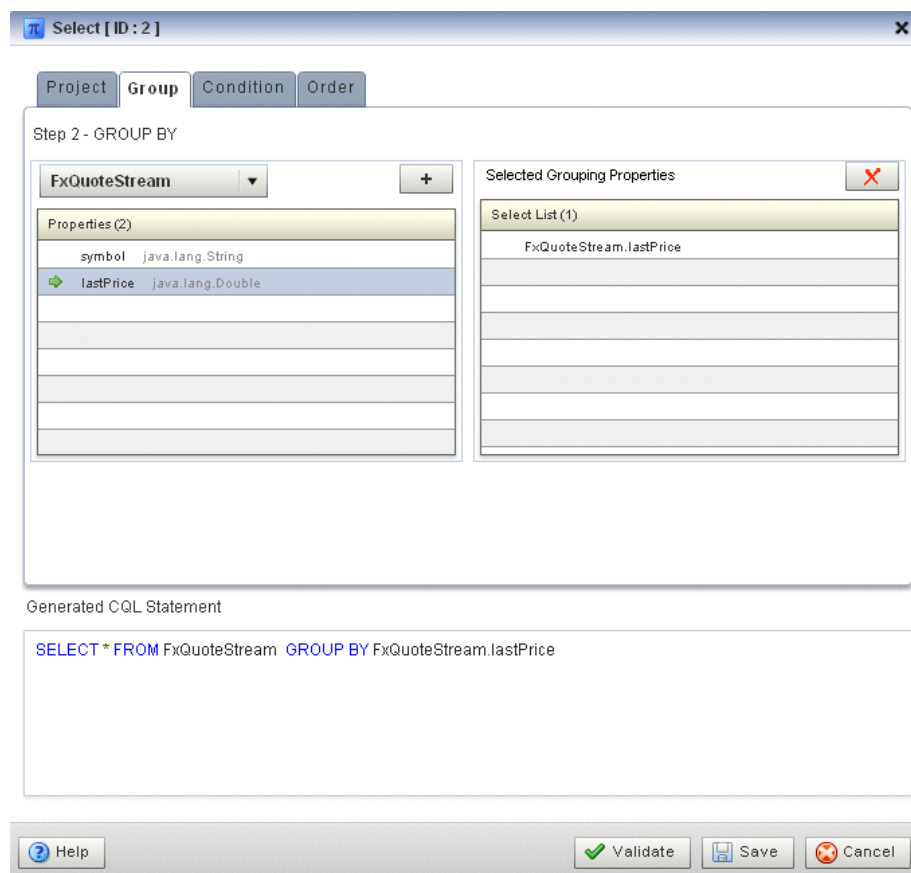 π Select [ ID : 2 ]
Project Group Condition Order
Step 2 - GROUP BY
FxQuoteStream
+
Properties (2)
symbol java.lang.String
lastPrice java.lang.Double
Selected Grouping Properties
Select List (1)
FxQuoteStream.lastPrice
Generated CQL Statement
SELECT * FROM FxQuoteStream GROUP BY FxQuoteStream.lastPrice
? Help
Validate
Save
Cancel